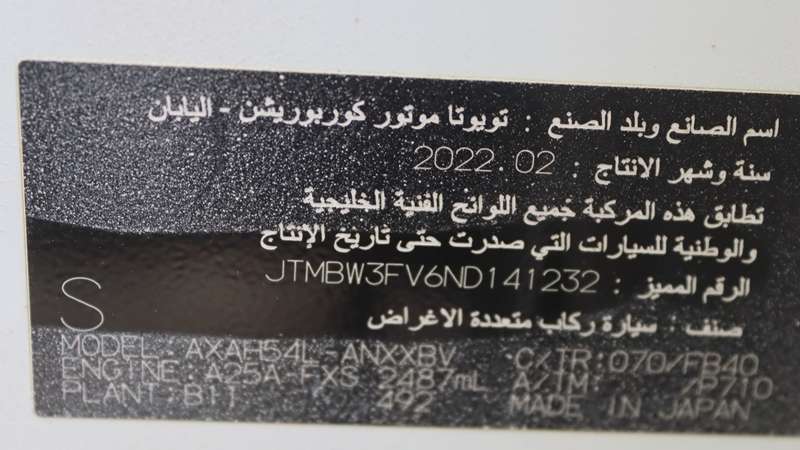 اسم الصانع وبلد الصنع : تويوتا موتور كوربوريشن - اليابان
سنة وشهر الانتاج : 2022.02
تطابق هذه المركبة جميع اللوائح الفنية الخليجية
والوطنية للسيارات التي صدرت حتى تاريخ الإنتاج
الرقم المميز : JTMBW3FV6ND141232
صنف : سيارة ركاب متعددة الاغراض
S
MODEL: AXAH54L-ANXXBV C/TR: 070/FB40
ENGINE: A25A-FXS 2487mL A/TM: /P710
PLANT: B11 492 MADE IN JAPAN